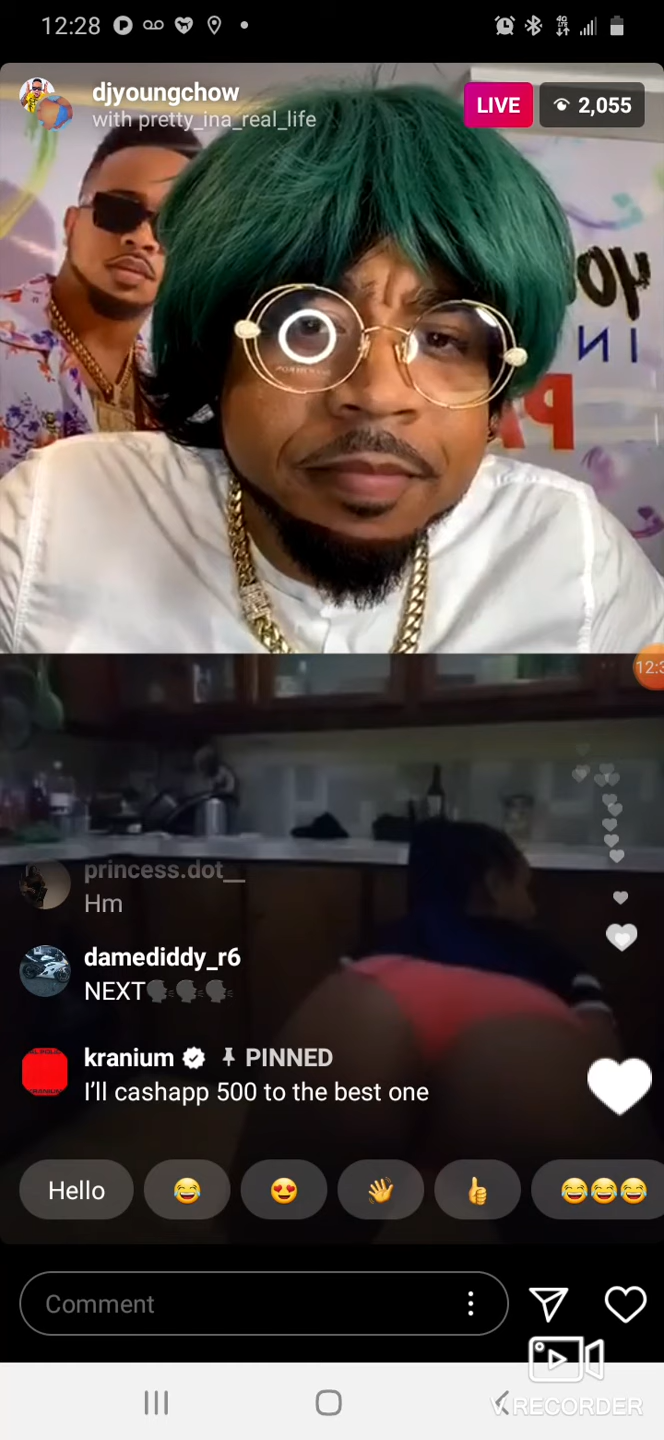 12:28
djyoungchow
with pretty_ina_real_life
LIVE
2,055
princess.dot__
Hm
damediddy_r6
NEXT🗣🗣🗣
kranium PINNED
I'll cashapp 500 to the best one
Hello 😂 😍 👋 👍 😂😂😂
Comment
V.RECORDER